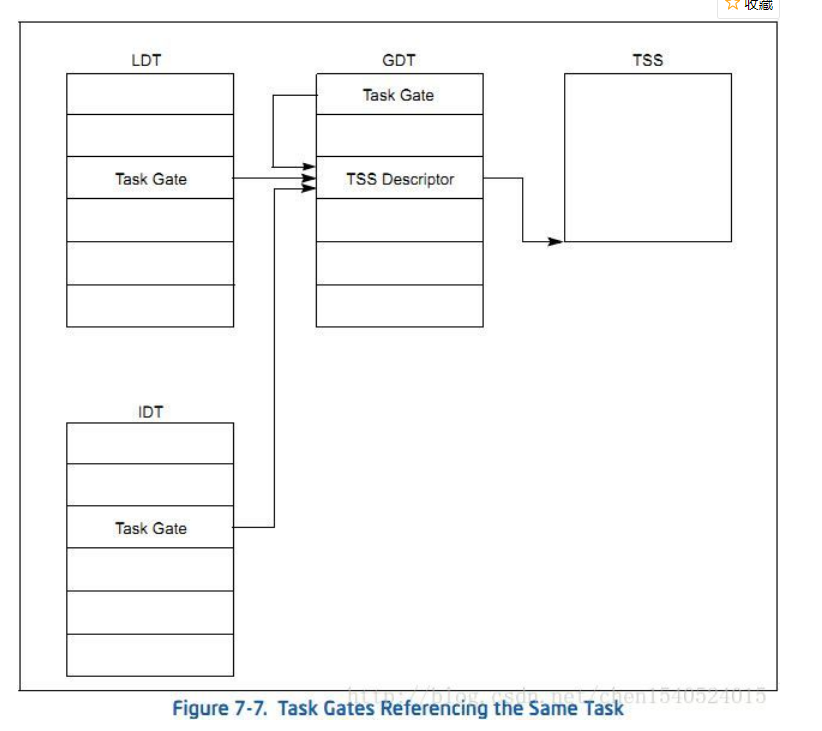 收藏
LDT
GDT
TSS
Task Gate
Task Gate
TSS Descriptor
IDT
Task Gate
http://blog.csdn.net/chen1540524015
Figure 7-7. Task Gates Referencing the Same Task